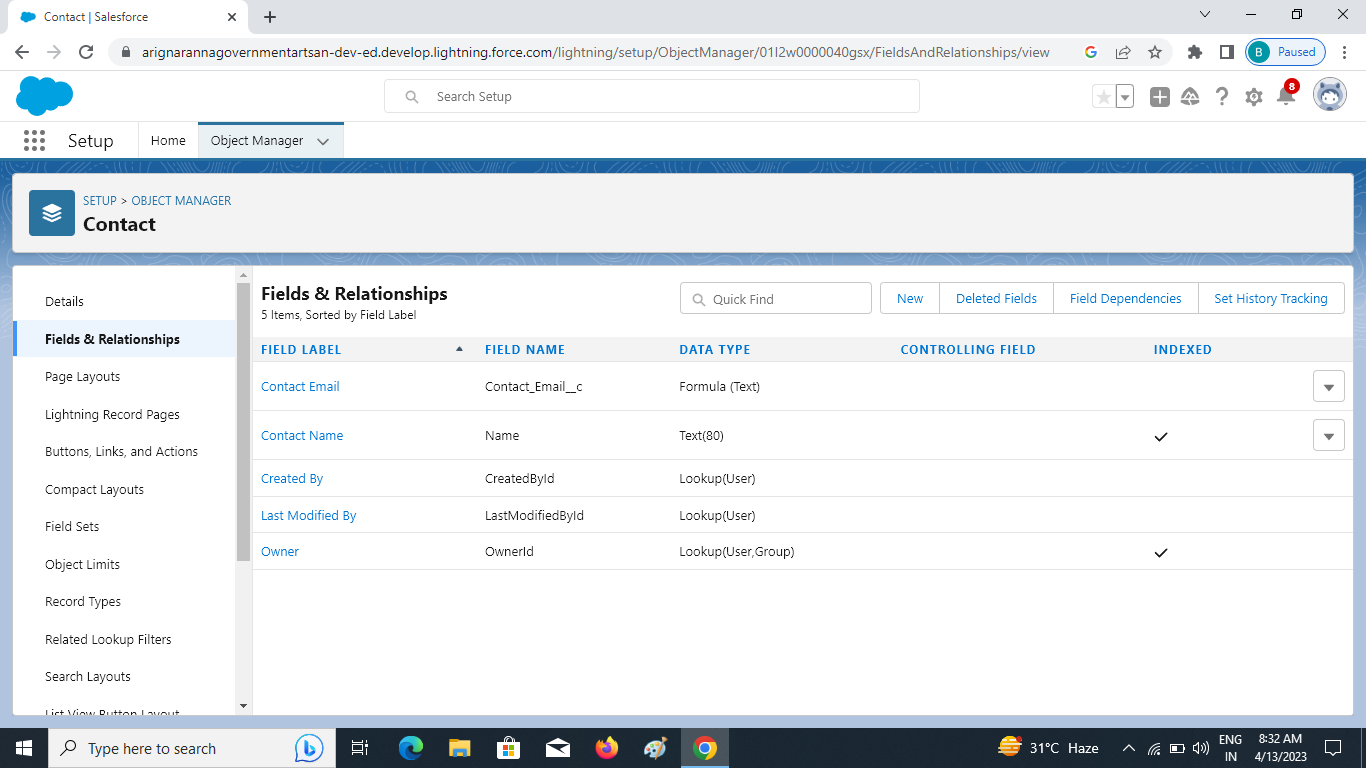 Contact | Salesforce
arignarannagovernmentartsan-dev-ed.develop.lightning.force.com/lightning/setup/ObjectManager/01I2w0000040gsx/FieldsAndRelationships/view
B Paused
Search Setup
8
Setup Home Object Manager
SETUP > OBJECT MANAGER
Contact
Details
Fields & Relationships
Page Layouts
Lightning Record Pages
Buttons, Links, and Actions
Compact Layouts
Field Sets
Object Limits
Record Types
Related Lookup Filters
Search Layouts
List View Button Layout
Fields & Relationships
5 Items, Sorted by Field Label
Quick Find
New Deleted Fields Field Dependencies Set History Tracking
FIELD LABEL FIELD NAME DATA TYPE CONTROLLING FIELD INDEXED
Contact Email Contact_Email__c Formula (Text)
Contact Name Name Text(80)
Created By CreatedById Lookup(User)
Last Modified By LastModifiedById Lookup(User)
Owner OwnerId Lookup(User,Group)
Type here to search
31°C Haze
ENG
IN
8:32 AM
4/13/2023